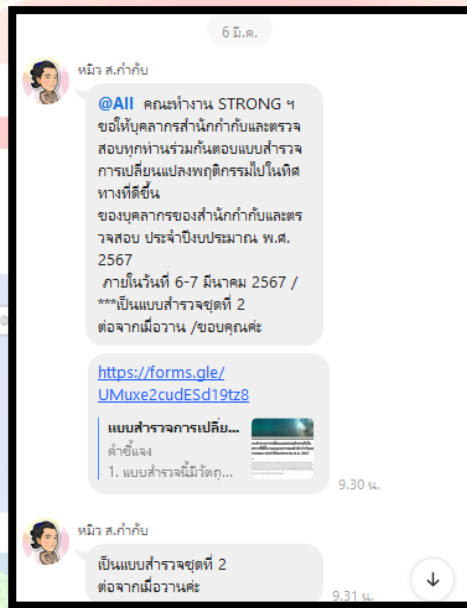 6 มี.ค.
หมิว ส.กำกับ
@All คณะทำงาน STRONG ฯ
ขอให้บุคลากรสำนักกำกับและตรวจ
สอบทุกท่านร่วมกันตอบแบบสำรวจ
การเปลี่ยนแปลงพฤติกรรมไปในทิศ
ทางที่ดีขึ้น
ของบุคลากรของสำนักกำกับและตร
วจสอบ ประจำปีงบประมาณ พ.ศ.
2567
ภายในวันที่ 6-7 มีนาคม 2567 /
***เป็นแบบสำรวจชุดที่ 2
ต่อจากเมื่อวาน /ขอบคุณค่ะ
https://forms.gle/
UMuxe2cudESd19tz8
แบบสำรวจการเปลี่ย...
คำชี้แจง
1. แบบสำรวจนี้มีวัตถุ...
9.30 น.
หมิว ส.กำกับ
เป็นแบบสำรวจชุดที่ 2
ต่อจากเมื่อวานค่ะ
9.31 น.